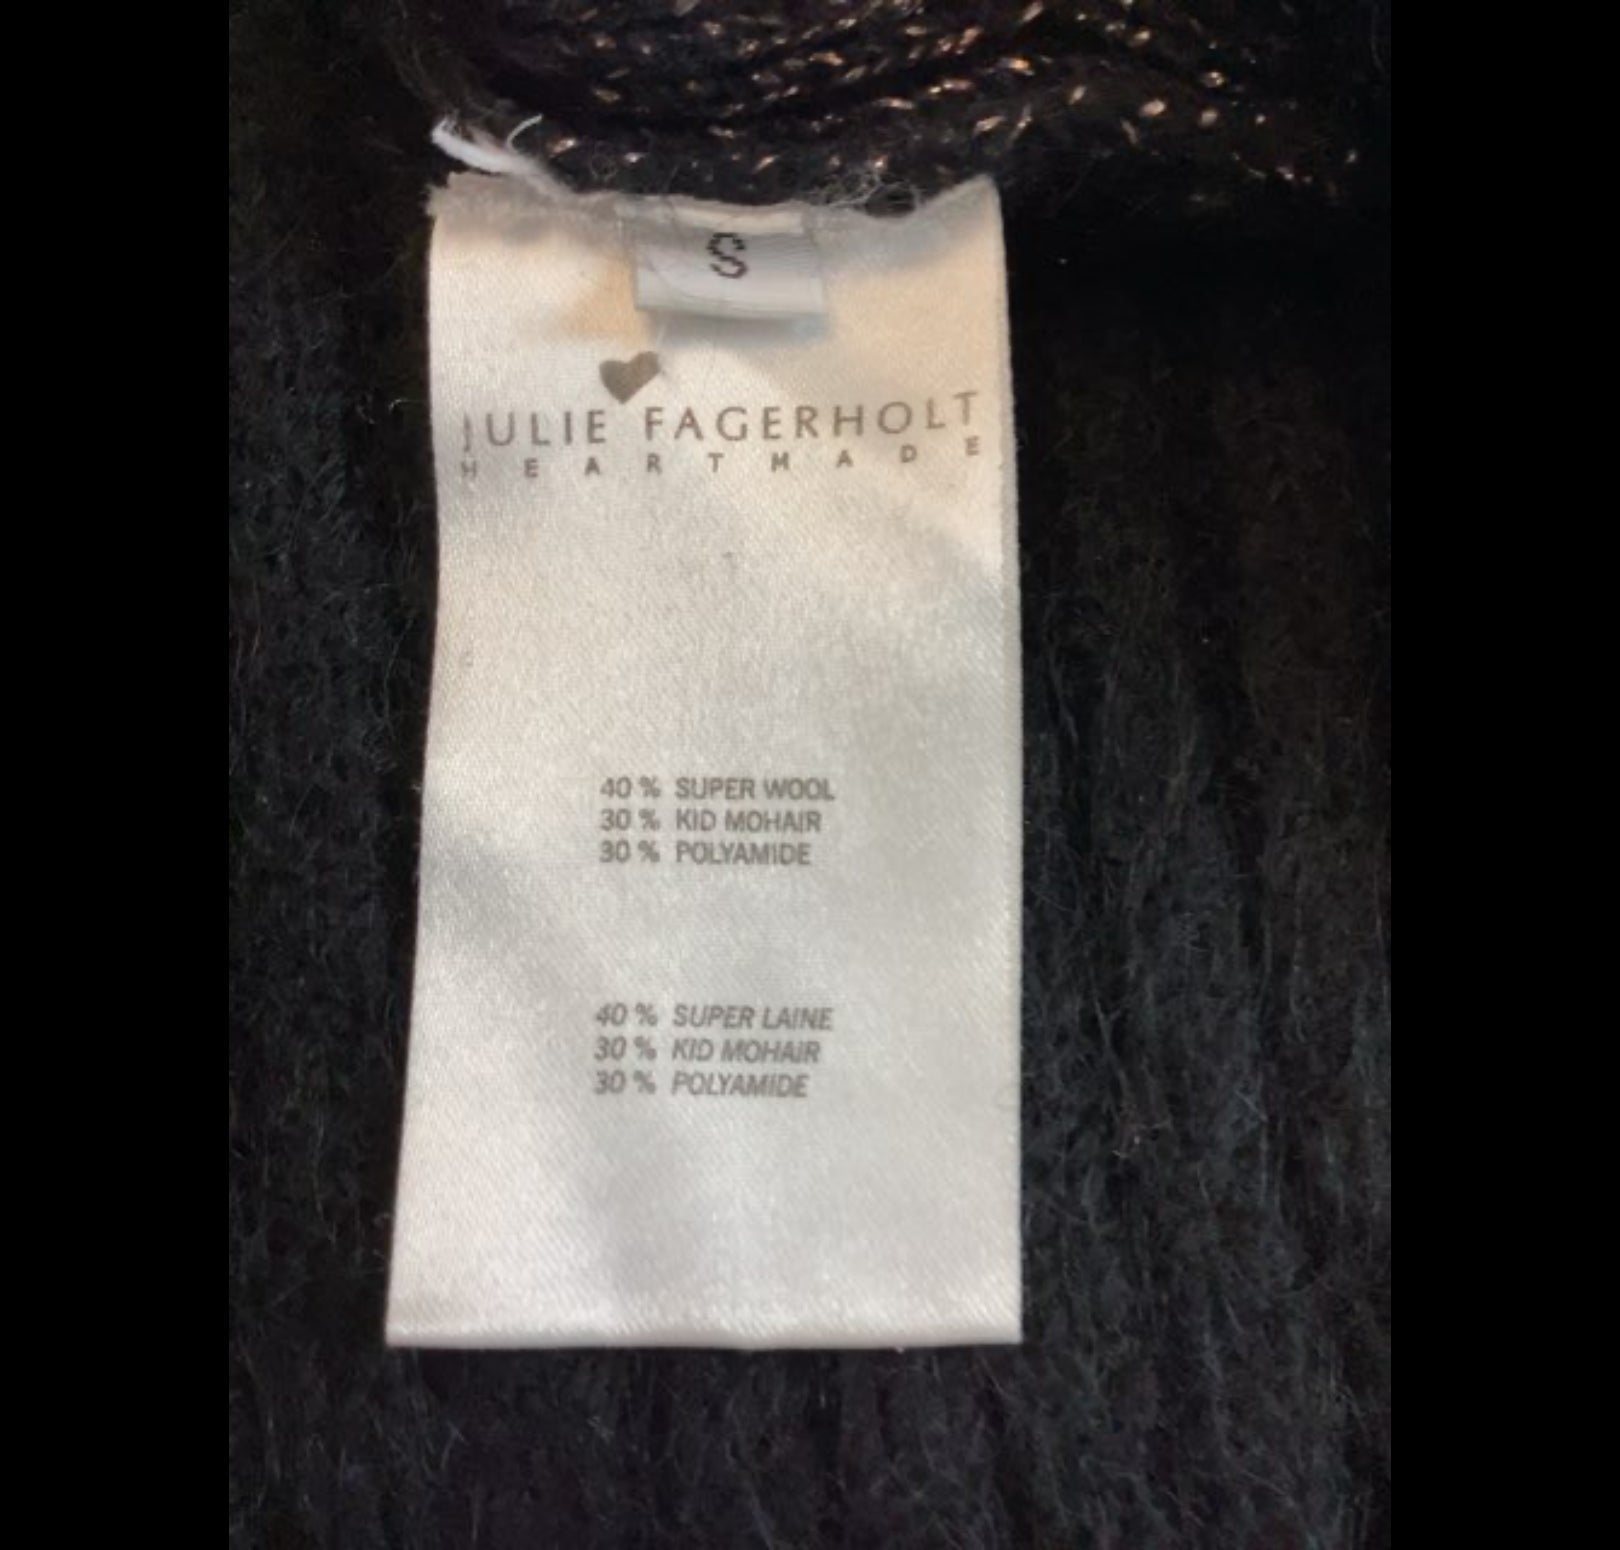 S
JULIE FAGERHOLT
HEARTMADE
40 % SUPER WOOL
30 % KID MOHAIR
30 % POLYAMIDE
40 % SUPER LAINE
30 % KID MOHAIR
30 % POLYAMIDE